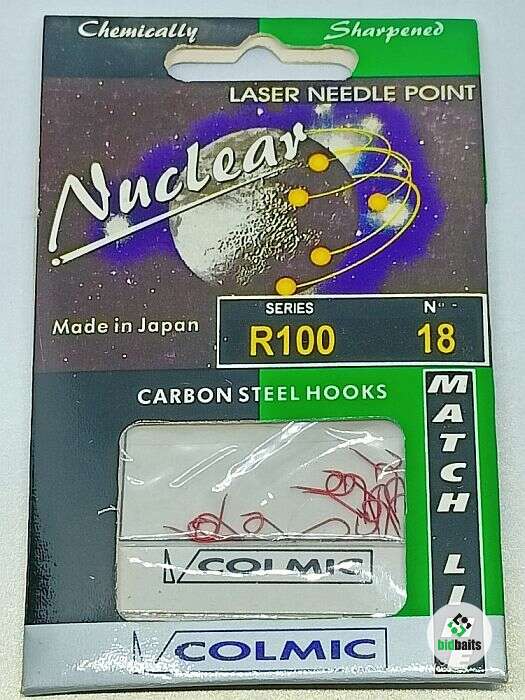 Chemically Sharpened
LASER NEEDLE POINT
Nuclear
SERIES
N°
Made in Japan
R100
18
CARBON STEEL HOOKS
MATCH
COLMIC
COLMIC
bidbaits